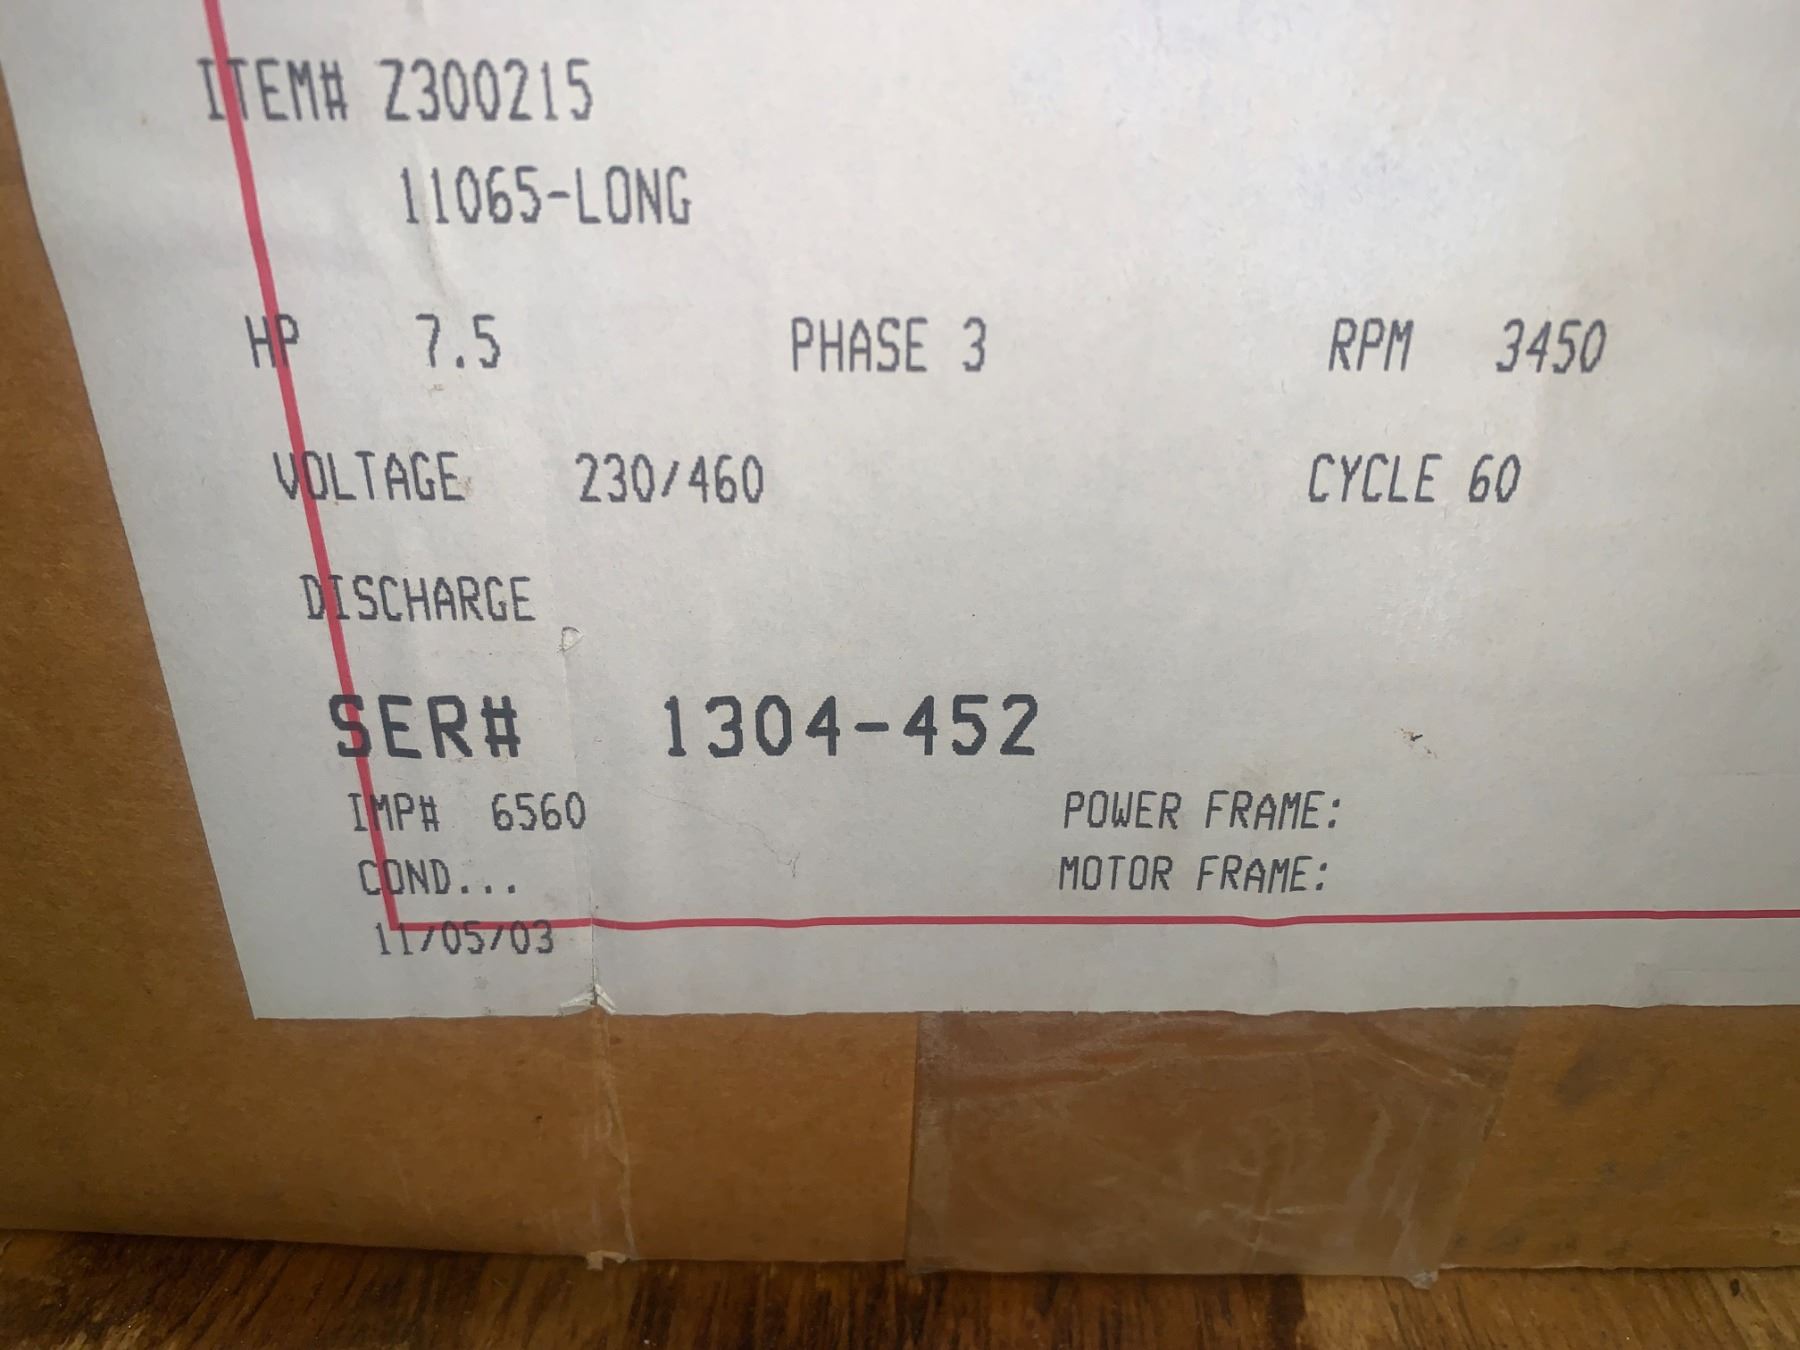 ITEM# Z300215
11065-LONG
HP 7.5 PHASE 3 RPM 3450
VOLTAGE 230/460 CYCLE 60
DISCHARGE
SER# 1304-452
IMP# 6560 POWER FRAME:
COND... MOTOR FRAME:
11/05/03